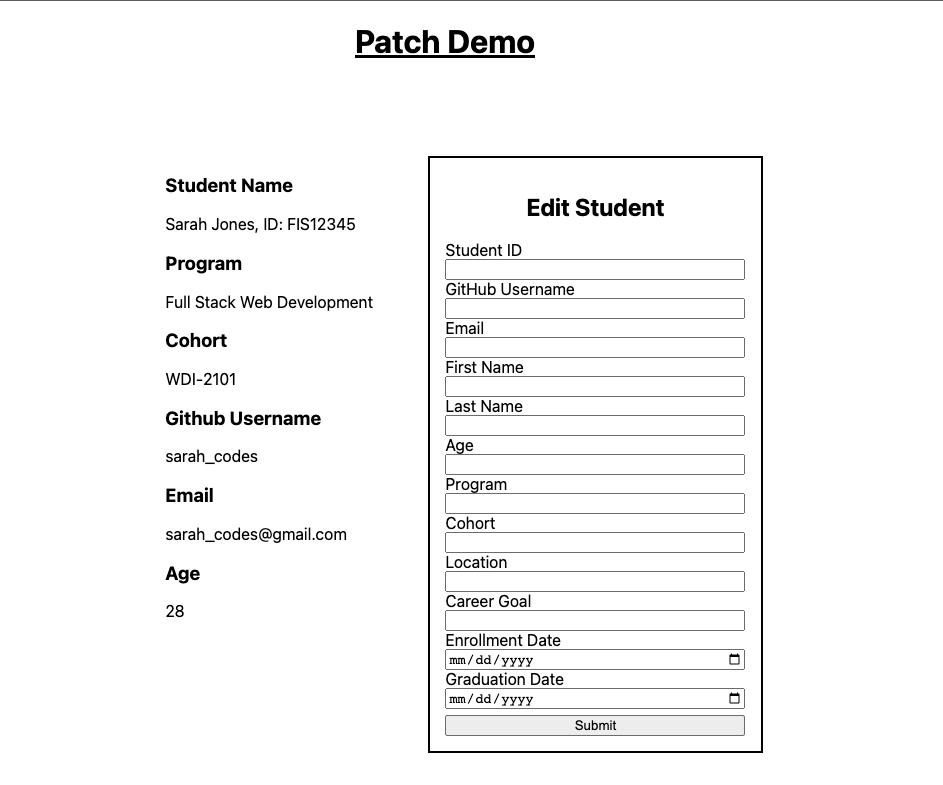 Patch Demo
Student Name
Sarah Jones, ID: FIS12345
Program
Full Stack Web Development
Cohort
WDI-2101
Github Username
sarah_codes
Email
sarah_codes@gmail.com
Age
28
Edit Student
Student ID
GitHub Username
Email
First Name
Last Name
Age
Program
Cohort
Location
Career Goal
Enrollment Date
mm/dd/yyyy
Graduation Date
mm/dd/yyyy
Submit